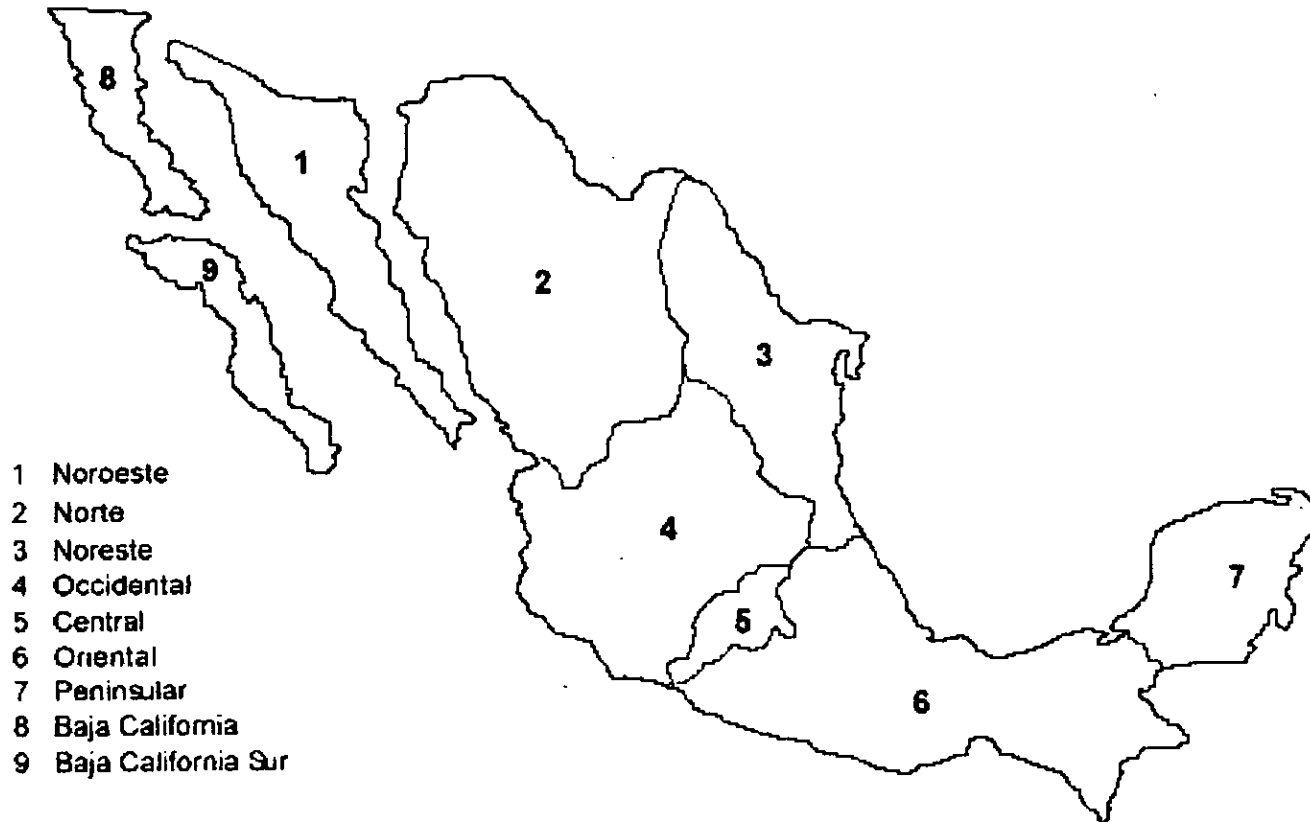 8
1
9
2
3
4
5
7
6
1 Noroeste
2 Norte
3 Noreste
4 Occidental
5 Central
6 Oriental
7 Peninsular
8 Baja California
9 Baja California Sur